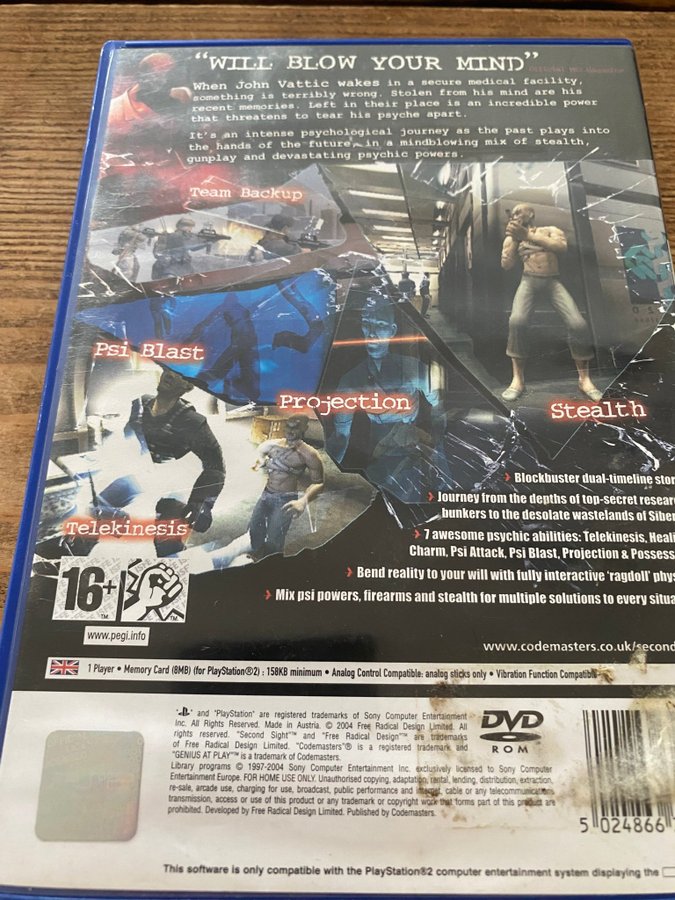 "WILL BLOW YOUR MIND"
When John Vattic wakes in a secure medical facility,
something is terribly wrong. Stolen from his mind are his
recent memories. Left in their place is an incredible power
that threatens to tear his psyche apart.
It's an intense psychological journey as the past plays into
the hands of the future, in a mindblowing mix of stealth,
gunplay and devastating psychic powers.
Team Backup
Psi Blast
Projection
Stealth
Telekinesis
Blockbuster dual-timeline stor
Journey from the depths of top-secret resear
bunkers to the desolate wastelands of Siber
7 awesome psychic abilities: Telekinesis, Heali
Charm, Psi Attack, Psi Blast, Projection & Possess
Bend reality to your will with fully interactive 'ragdoll' phys
Mix psi powers, firearms and stealth for multiple solutions to every situa
16+
TM
TM
www.pegi.info
www.codemasters.co.uk/second
1 Player • Memory Card (8MB) (for PlayStation®2) : 158KB minimum • Analog Control Compatible: analog sticks only • Vibration Function Compatible
" " and "PlayStation" are registered trademarks of Sony Computer Entertainment
Inc. All Rights Reserved. Made in Austria. © 2004 Free Radical Design Limited. All
rights reserved. "Second Sight"™ and "Free Radical Design"™ are trademarks
of Free Radical Design Limited. "Codemasters"® is a registered trademark and
"GENIUS AT PLAY"™ is a trademark of Codemasters.
Library programs © 1997-2004 Sony Computer Entertainment Inc. exclusively licensed to Sony Computer
Entertainment Europe. FOR HOME USE ONLY. Unauthorised copying, adaptation, rental, lending, distribution, extraction,
re-sale, arcade use, charging for use, broadcast, public performance and internet, cable or any telecommunications
transmission, access or use of this product or any trademark or copyright work that forms part of this product are
prohibited. Developed by Free Radical Design Limited. Published by Codemasters.
DVD
ROM
5 024866
This software is only compatible with the PlayStation®2 computer entertainment system displaying the